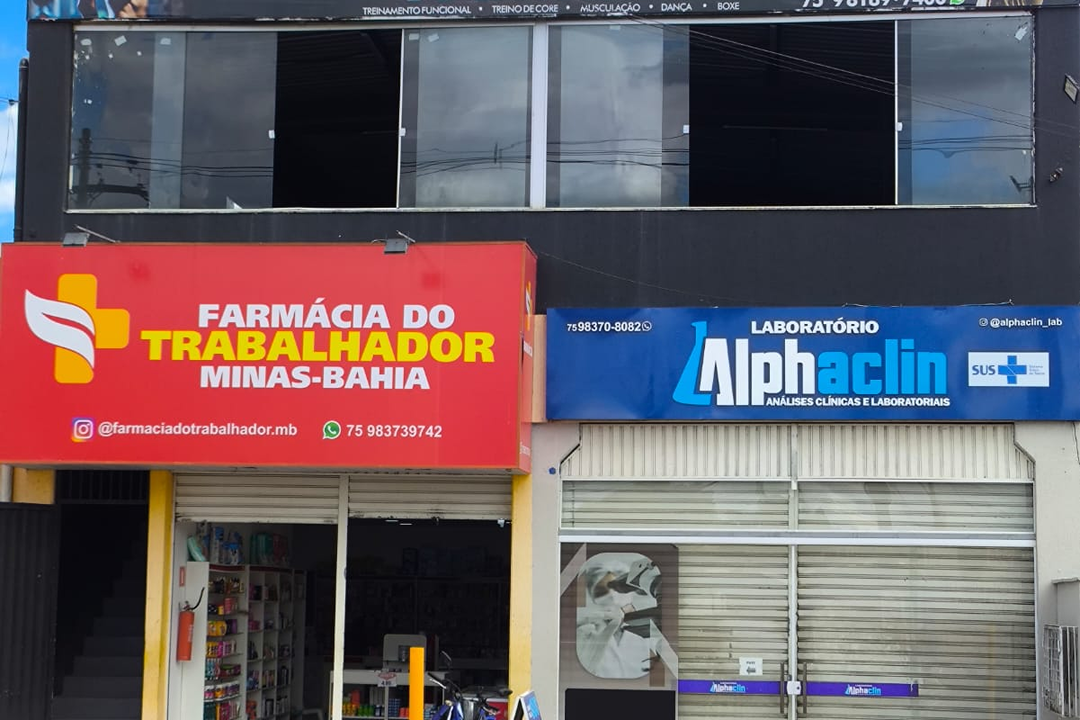 TREINAMENTO FUNCIONAL • TREINO DE CORE • MUSCULAÇÃO • DANÇA • BOXE
FARMÁCIA DO
TRABALHADOR
MINAS-BAHIA
@farmaciadotrabalhador.mb 75 983739742
75 98370-8082
LABORATÓRIO
Alphaclin
ANÁLISES CLÍNICAS E LABORATORIAIS
@alphaclin_lab
SUS
Alphaclin
Alphaclin